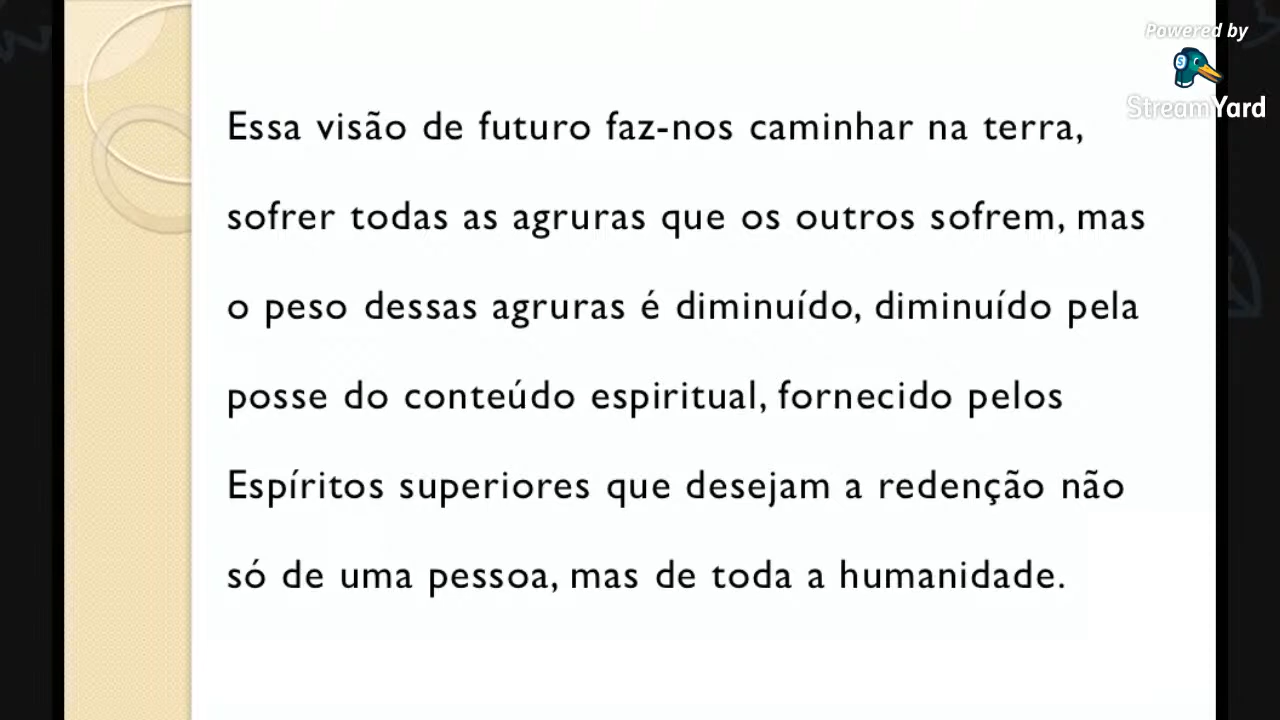 Powered by
StreamYard
Essa visão de futuro faz-nos caminhar na terra,
sofrer todas as agruras que os outros sofrem, mas
o peso dessas agruras é diminuído, diminuído pela
posse do conteúdo espiritual, fornecido pelos
Espíritos superiores que desejam a redenção não
só de uma pessoa, mas de toda a humanidade.